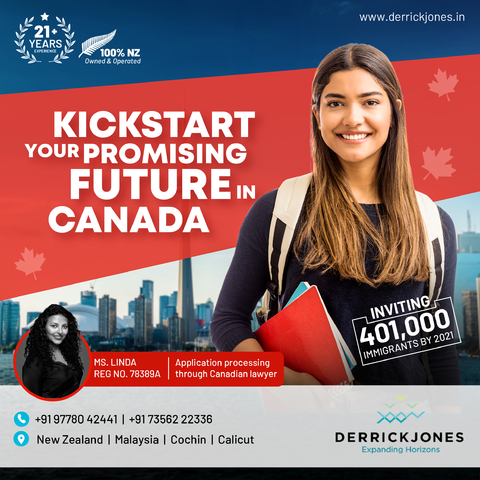 www.derrickjones.in
21+
YEARS
EXPERIENCE
100% NZ
Owned & Operated
KICKSTART
YOUR PROMISING
FUTURE IN
CANADA
INVITING
401,000
IMMIGRANTS BY 2021
MS. LINDA
REG NO. 78389A
Application processing
through Canadian lawyer
+91 97780 42441 | +91 73562 22336
New Zealand | Malaysia | Cochin | Calicut
DERRICKJONES
Expanding Horizons